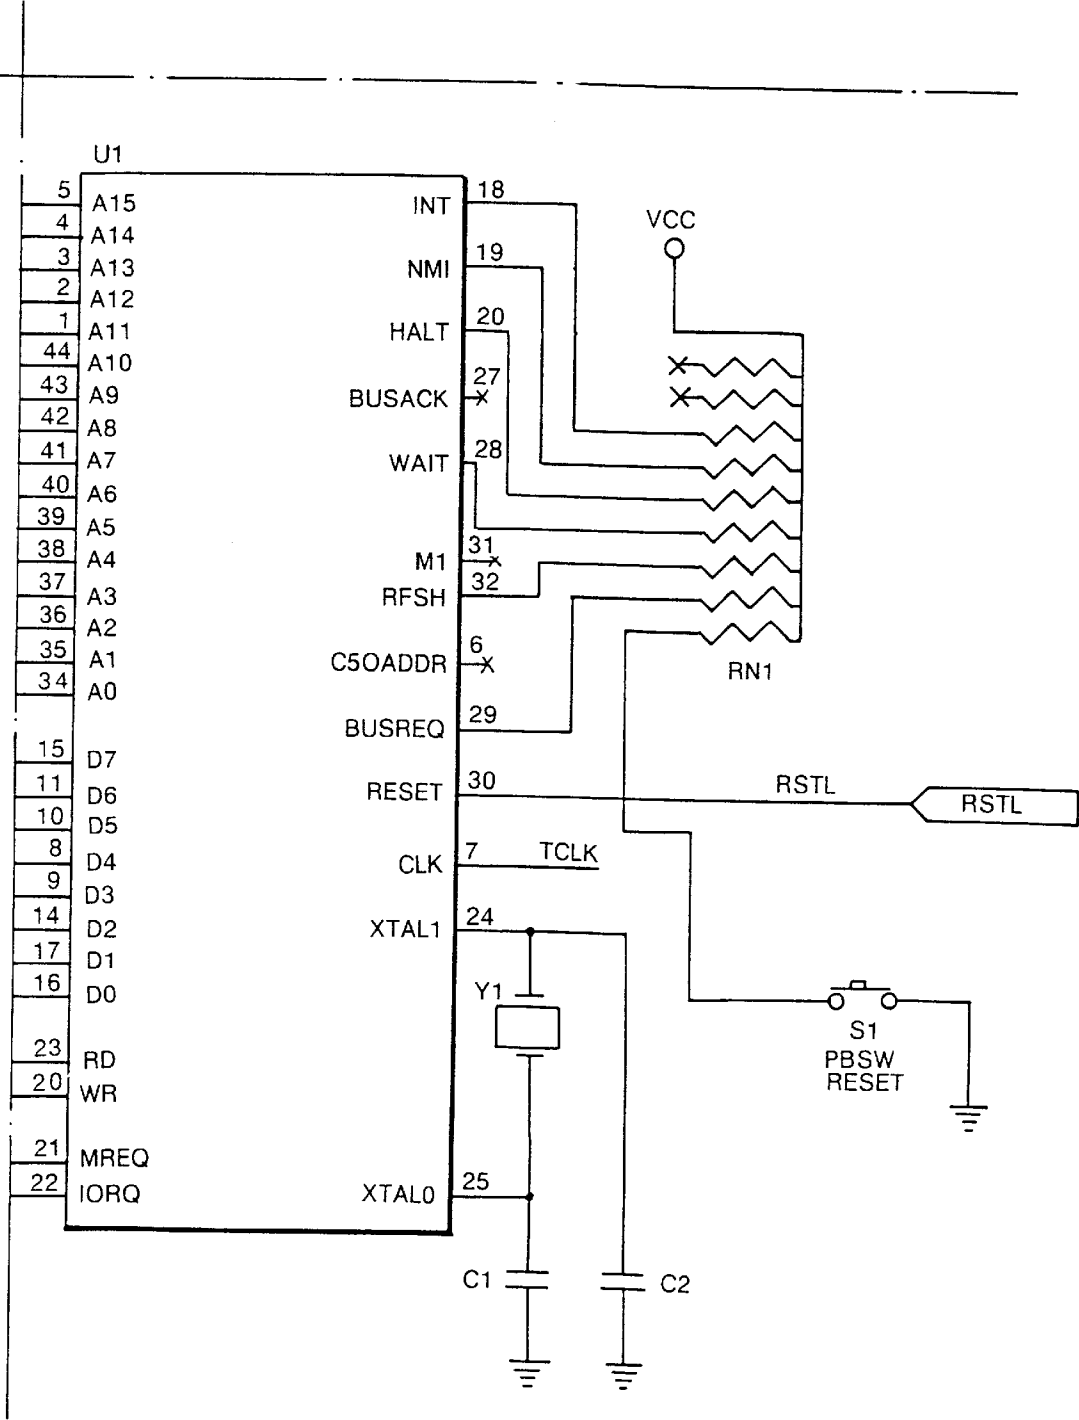 U1
5 A15
4 A14
3 A13
2 A12
1 A11
44 A10
43 A9
42 A8
41 A7
40 A6
39 A5
38 A4
37 A3
36 A2
35 A1
34 A0
15 D7
11 D6
10 D5
8 D4
9 D3
14 D2
17 D1
16 D0
23 RD
20 WR
21 MREQ
22 IORQ
INT 18
NMI 19
HALT 20
BUSACK 27
WAIT 28
M1 31
RFSH 32
C5OADDR 6
BUSREQ 29
RESET 30
CLK 7 TCLK
XTAL1 24
XTAL0 25
VCC
RN1
RSTL
RSTL
Y1
S1
PBSW
RESET
C1
C2